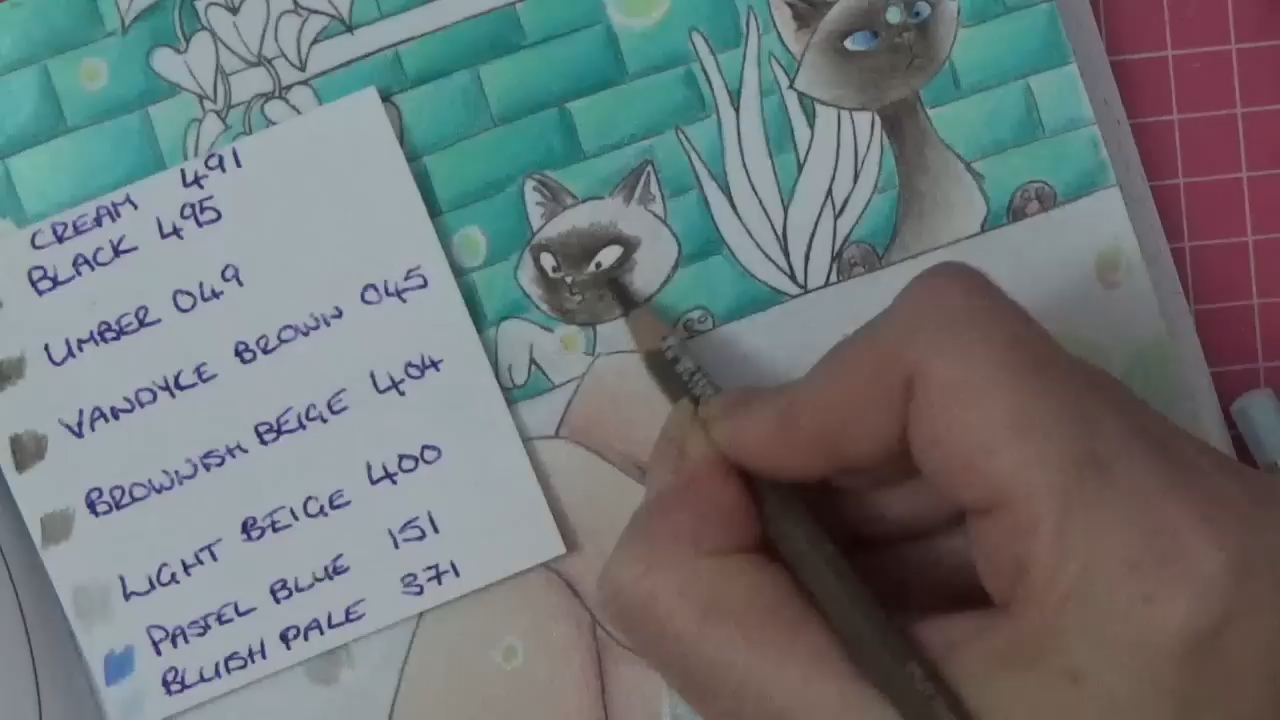 CREAM 491
BLACK 495
UMBER 049
VANDYKE BROWN 045
BROWNISH BEIGE 404
LIGHT BEIGE 400
PASTEL BLUE 151
BLUSH PALE 371